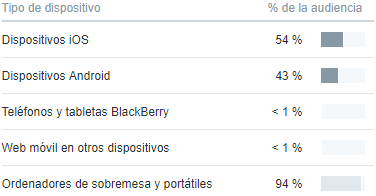 Tipo de dispositivo % de la audiencia
Dispositivos iOS 54 %
Dispositivos Android 43 %
Teléfonos y tabletas BlackBerry < 1 %
Web móvil en otros dispositivos < 1 %
Ordenadores de sobremesa y portátiles 94 %